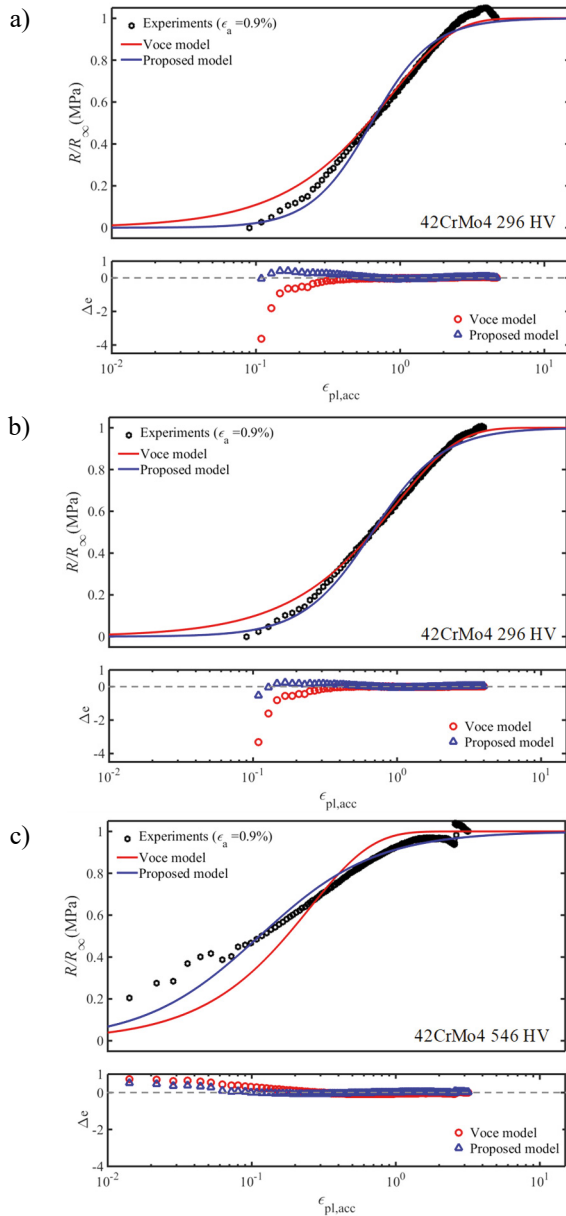 a)
Experiments (ϵa =0.9%)
Voce model
Proposed model
R/R∞ (MPa)
1
0.8
0.6
0.4
0.2
0
42CrMo4 296 HV
1
0
-2
-4
Δe
Voce model
Proposed model
10-2
10-1
100
101
ϵpl,acc
b)
Experiments (ϵa =0.9%)
Voce model
Proposed model
R/R∞ (MPa)
1
0.8
0.6
0.4
0.2
0
42CrMo4 296 HV
1
0
-2
-4
Δe
Voce model
Proposed model
10-2
10-1
100
101
ϵpl,acc
c)
Experiments (ϵa =0.9%)
Voce model
Proposed model
R/R∞ (MPa)
1
0.8
0.6
0.4
0.2
0
42CrMo4 546 HV
1
0
-2
-4
Δe
Voce model
Proposed model
10-2
10-1
100
101
ϵpl,acc